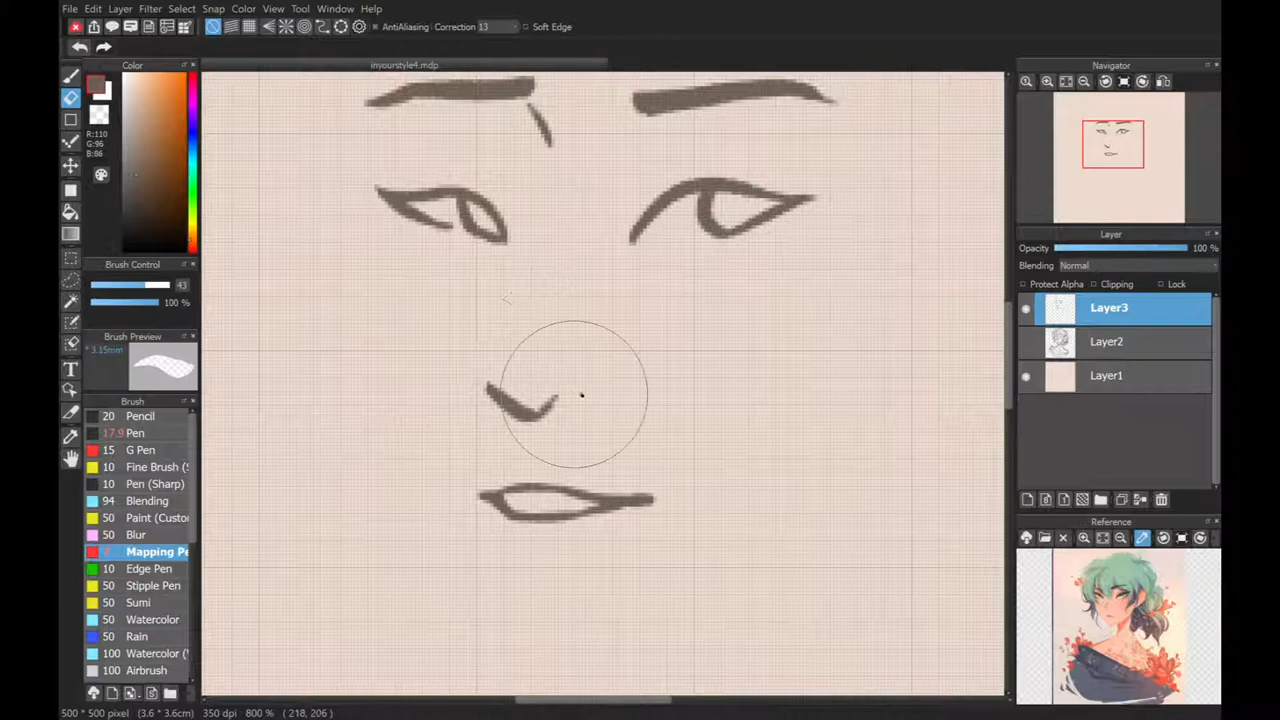 File Edit Layer Filter Select Snap Color View Tool Window Help
AntiAliasing Correction 13 Soft Edge
inyourstyle4.mdp
Color
R:110
G:96
B:86
Brush Control
43
100 %
Brush Preview
* 3.15mm
Brush
20 Pencil
17.9 Pen
15 G Pen
10 Fine Brush (S
10 Pen (Sharp)
94 Blending
50 Paint (Custom
50 Blur
Mapping Pe
10 Edge Pen
50 Stipple Pen
50 Sumi
50 Watercolor
50 Rain
100 Watercolor (
100 Airbrush
500 * 500 pixel (3.6 * 3.6cm) 350 dpi 800 % ( 218, 206 )
Navigator
Layer
Opacity 100 %
Blending Normal
Protect Alpha Clipping Lock
Layer3
Layer2
Layer1
Reference